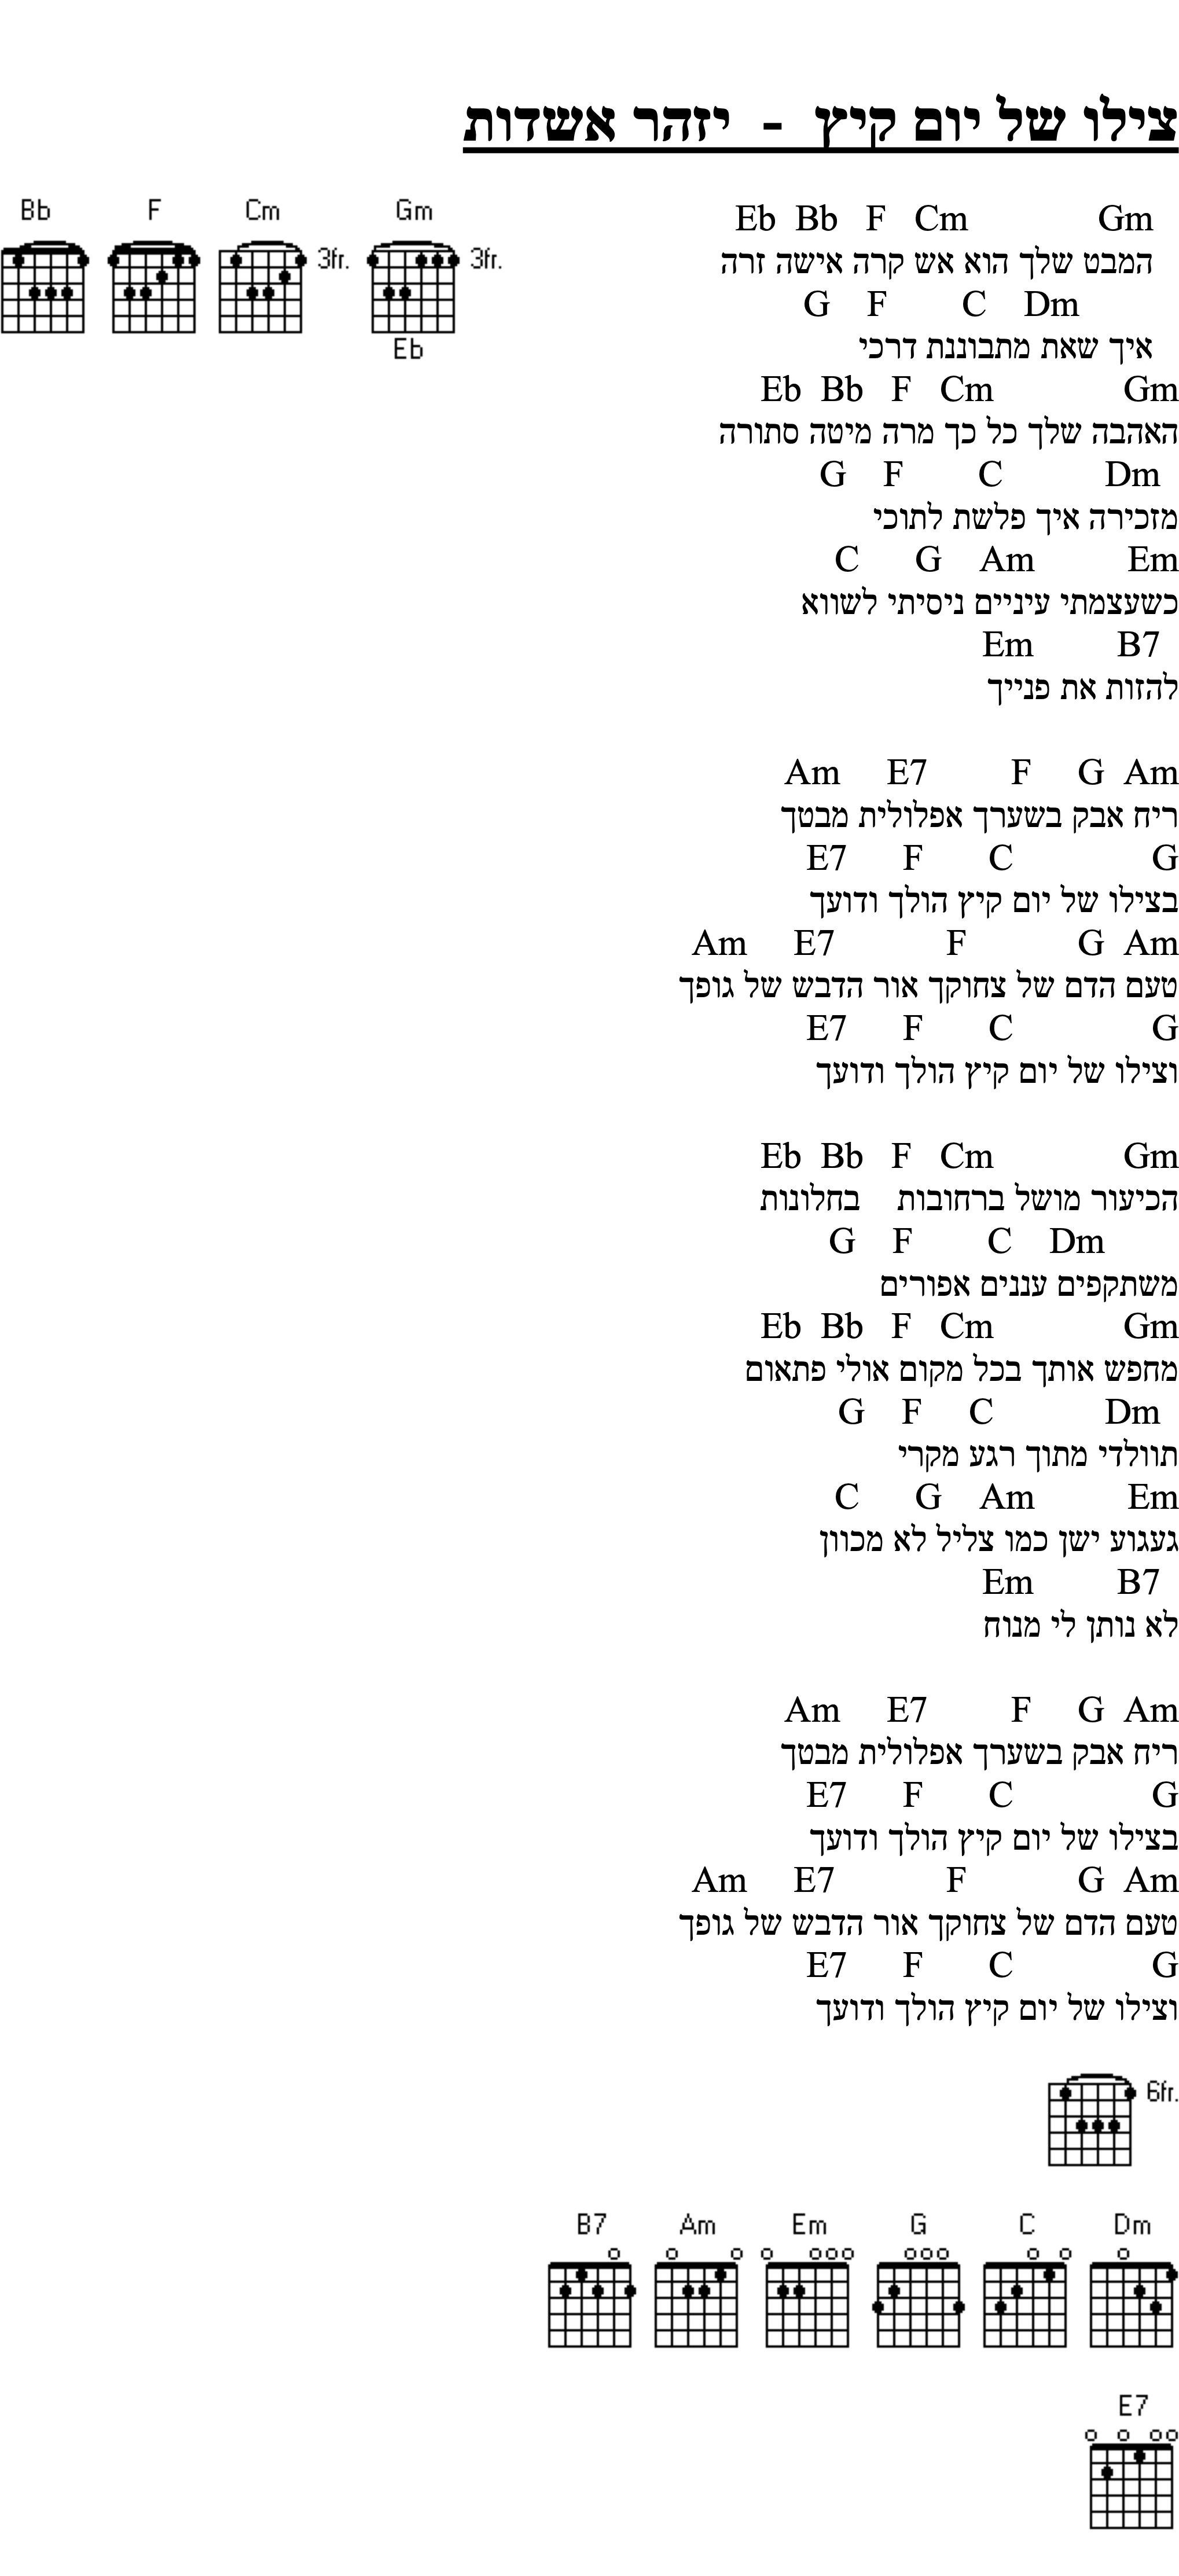 צילו של יום קיץ - יזהר אשדות
Bb F Cm Gm
3fr. 3fr.
Eb
Eb Bb F Cm Gm
המבט שלך הוא אש קרה אישה זרה
G F C Dm
איך שאת מתבוננת דרכי
Eb Bb F Cm Gm
האהבה שלך כל כך מרה מיטה סתורה
G F C Dm
מזכירה איך פלשת לתוכי
C G Am Em
כשעצמתי עיניים ניסיתי לשווא
Em B7
להזות את פנייך
Am E7 F G Am
ריח אבק בשערך אפלולית מבטך
E7 F C G
בצילו של יום קיץ הולך ודועך
Am E7 F G Am
טעם הדם של צחוקך אור הדבש של גופך
E7 F C G
וצילו של יום קיץ הולך ודועך
Eb Bb F Cm Gm
הכיעור מושל ברחובות בחלונות
G F C Dm
משתקפים עננים אפורים
Eb Bb F Cm Gm
מחפש אותך בכל מקום אולי פתאום
G F C Dm
תוולדי מתוך רגע מקרי
C G Am Em
געגוע ישן כמו צליל לא מכוון
Em B7
לא נותן לי מנוח
Am E7 F G Am
ריח אבק בשערך אפלולית מבטך
E7 F C G
בצילו של יום קיץ הולך ודועך
Am E7 F G Am
טעם הדם של צחוקך אור הדבש של גופך
E7 F C G
וצילו של יום קיץ הולך ודועך
6fr.
B7 Am Em G C Dm
E7